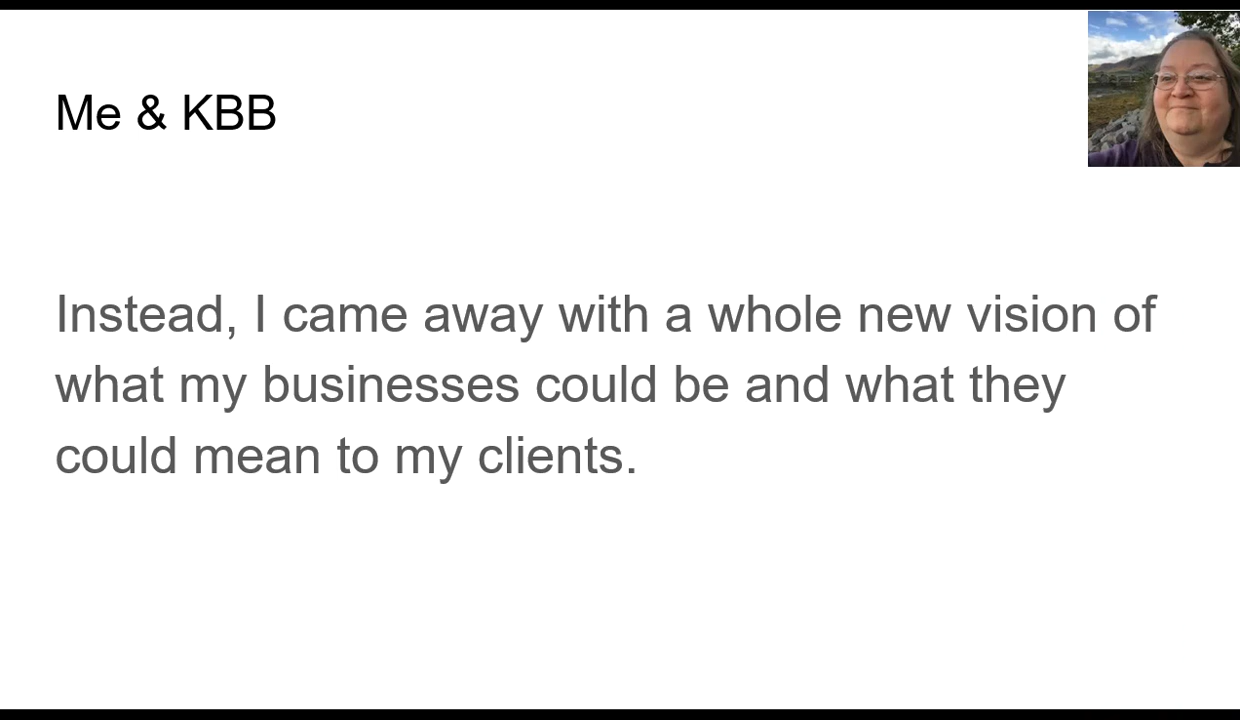 Me & KBB
Instead, I came away with a whole new vision of
what my businesses could be and what they
could mean to my clients.